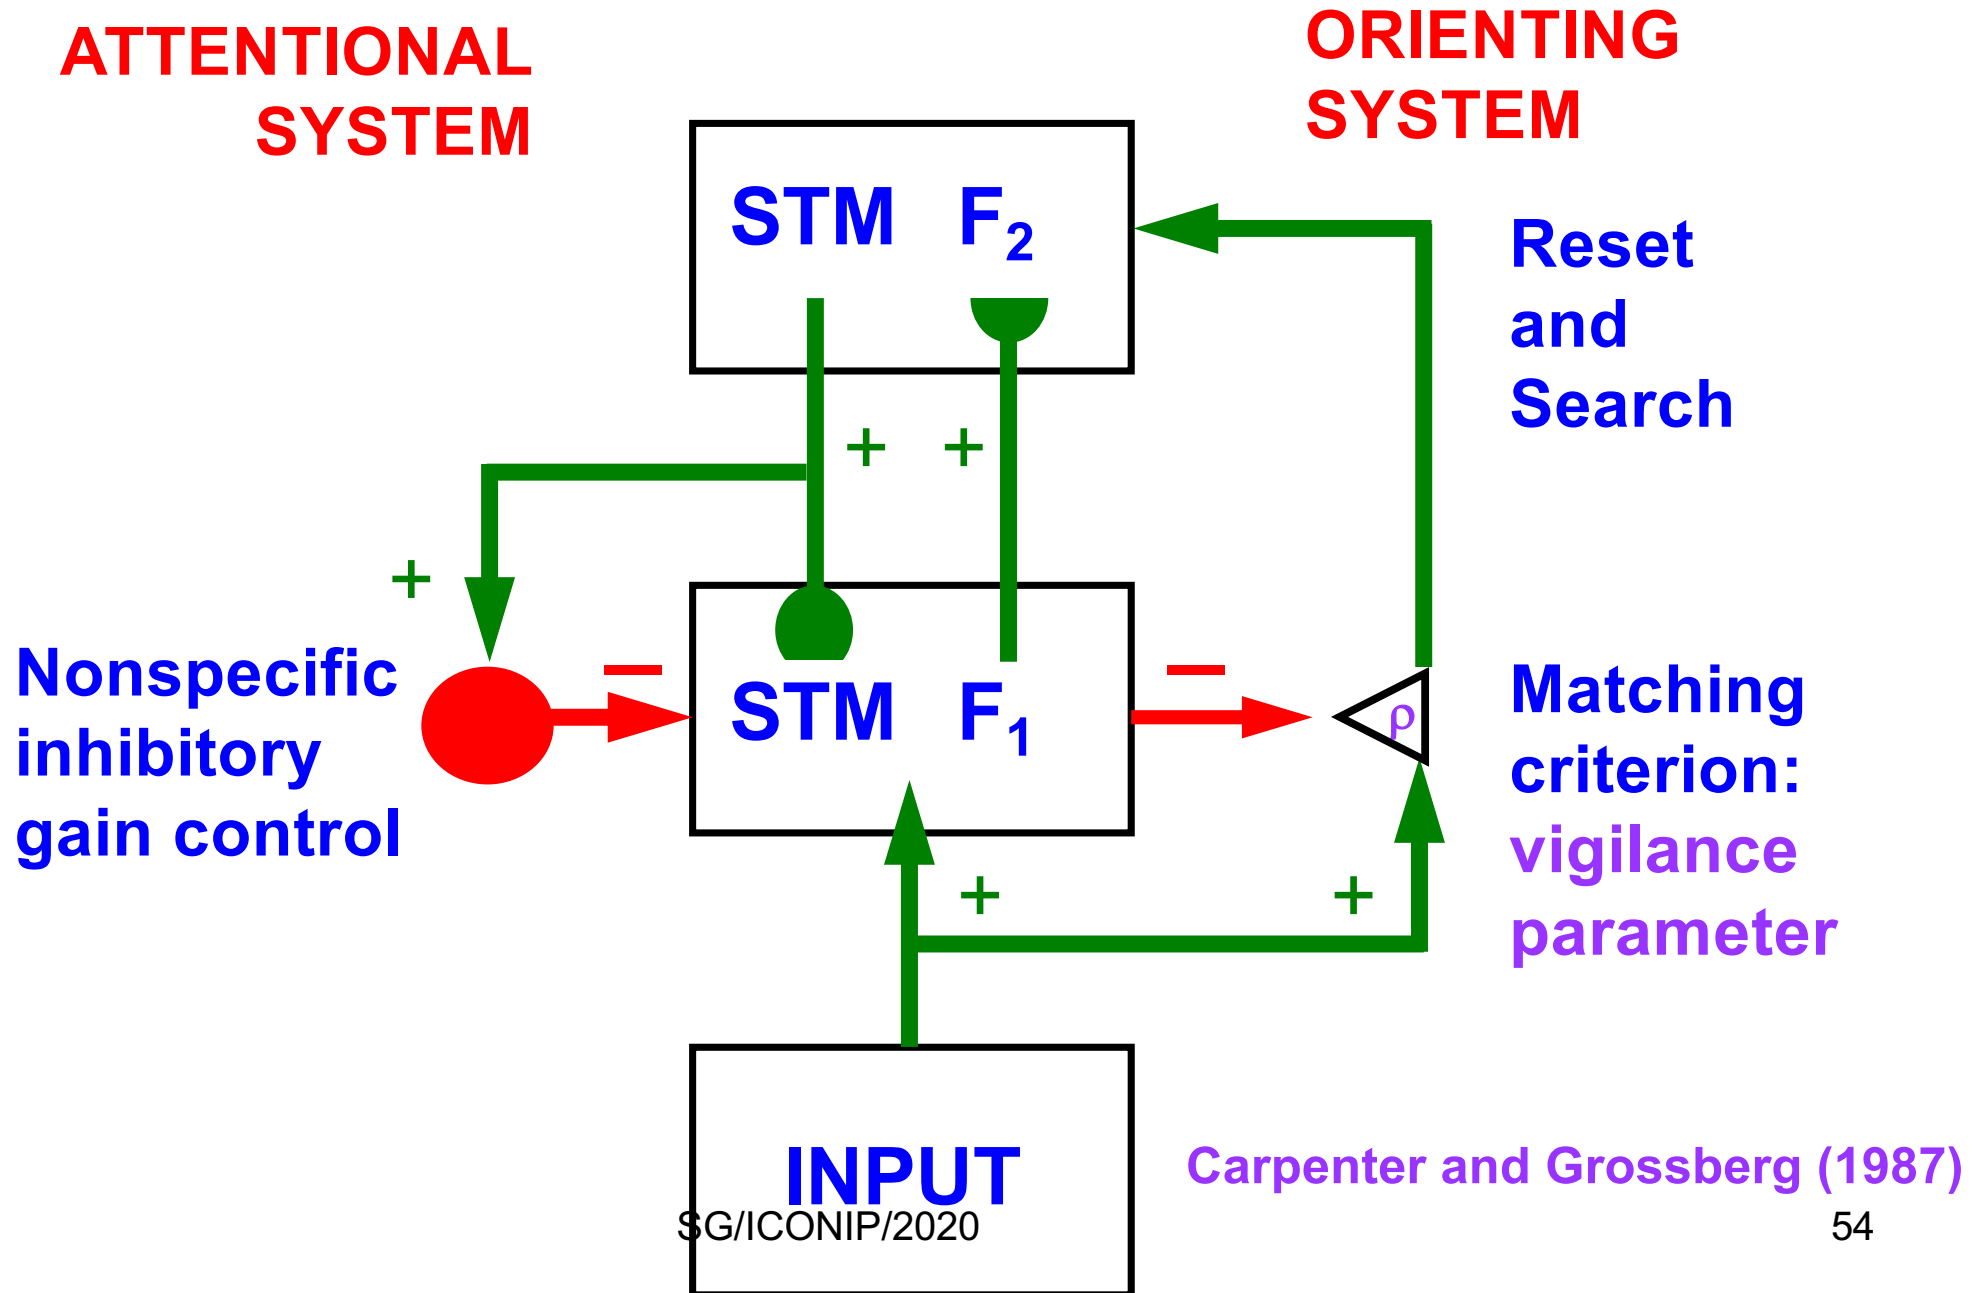 ATTENTIONAL
SYSTEM
ORIENTING
SYSTEM
STM F₂
Reset
and
Search
+ +
+
Nonspecific
inhibitory
gain control
−
STM F₁
−
ρ
Matching
criterion:
vigilance
parameter
+ +
INPUT
Carpenter and Grossberg (1987)
SG/ICONIP/2020
54